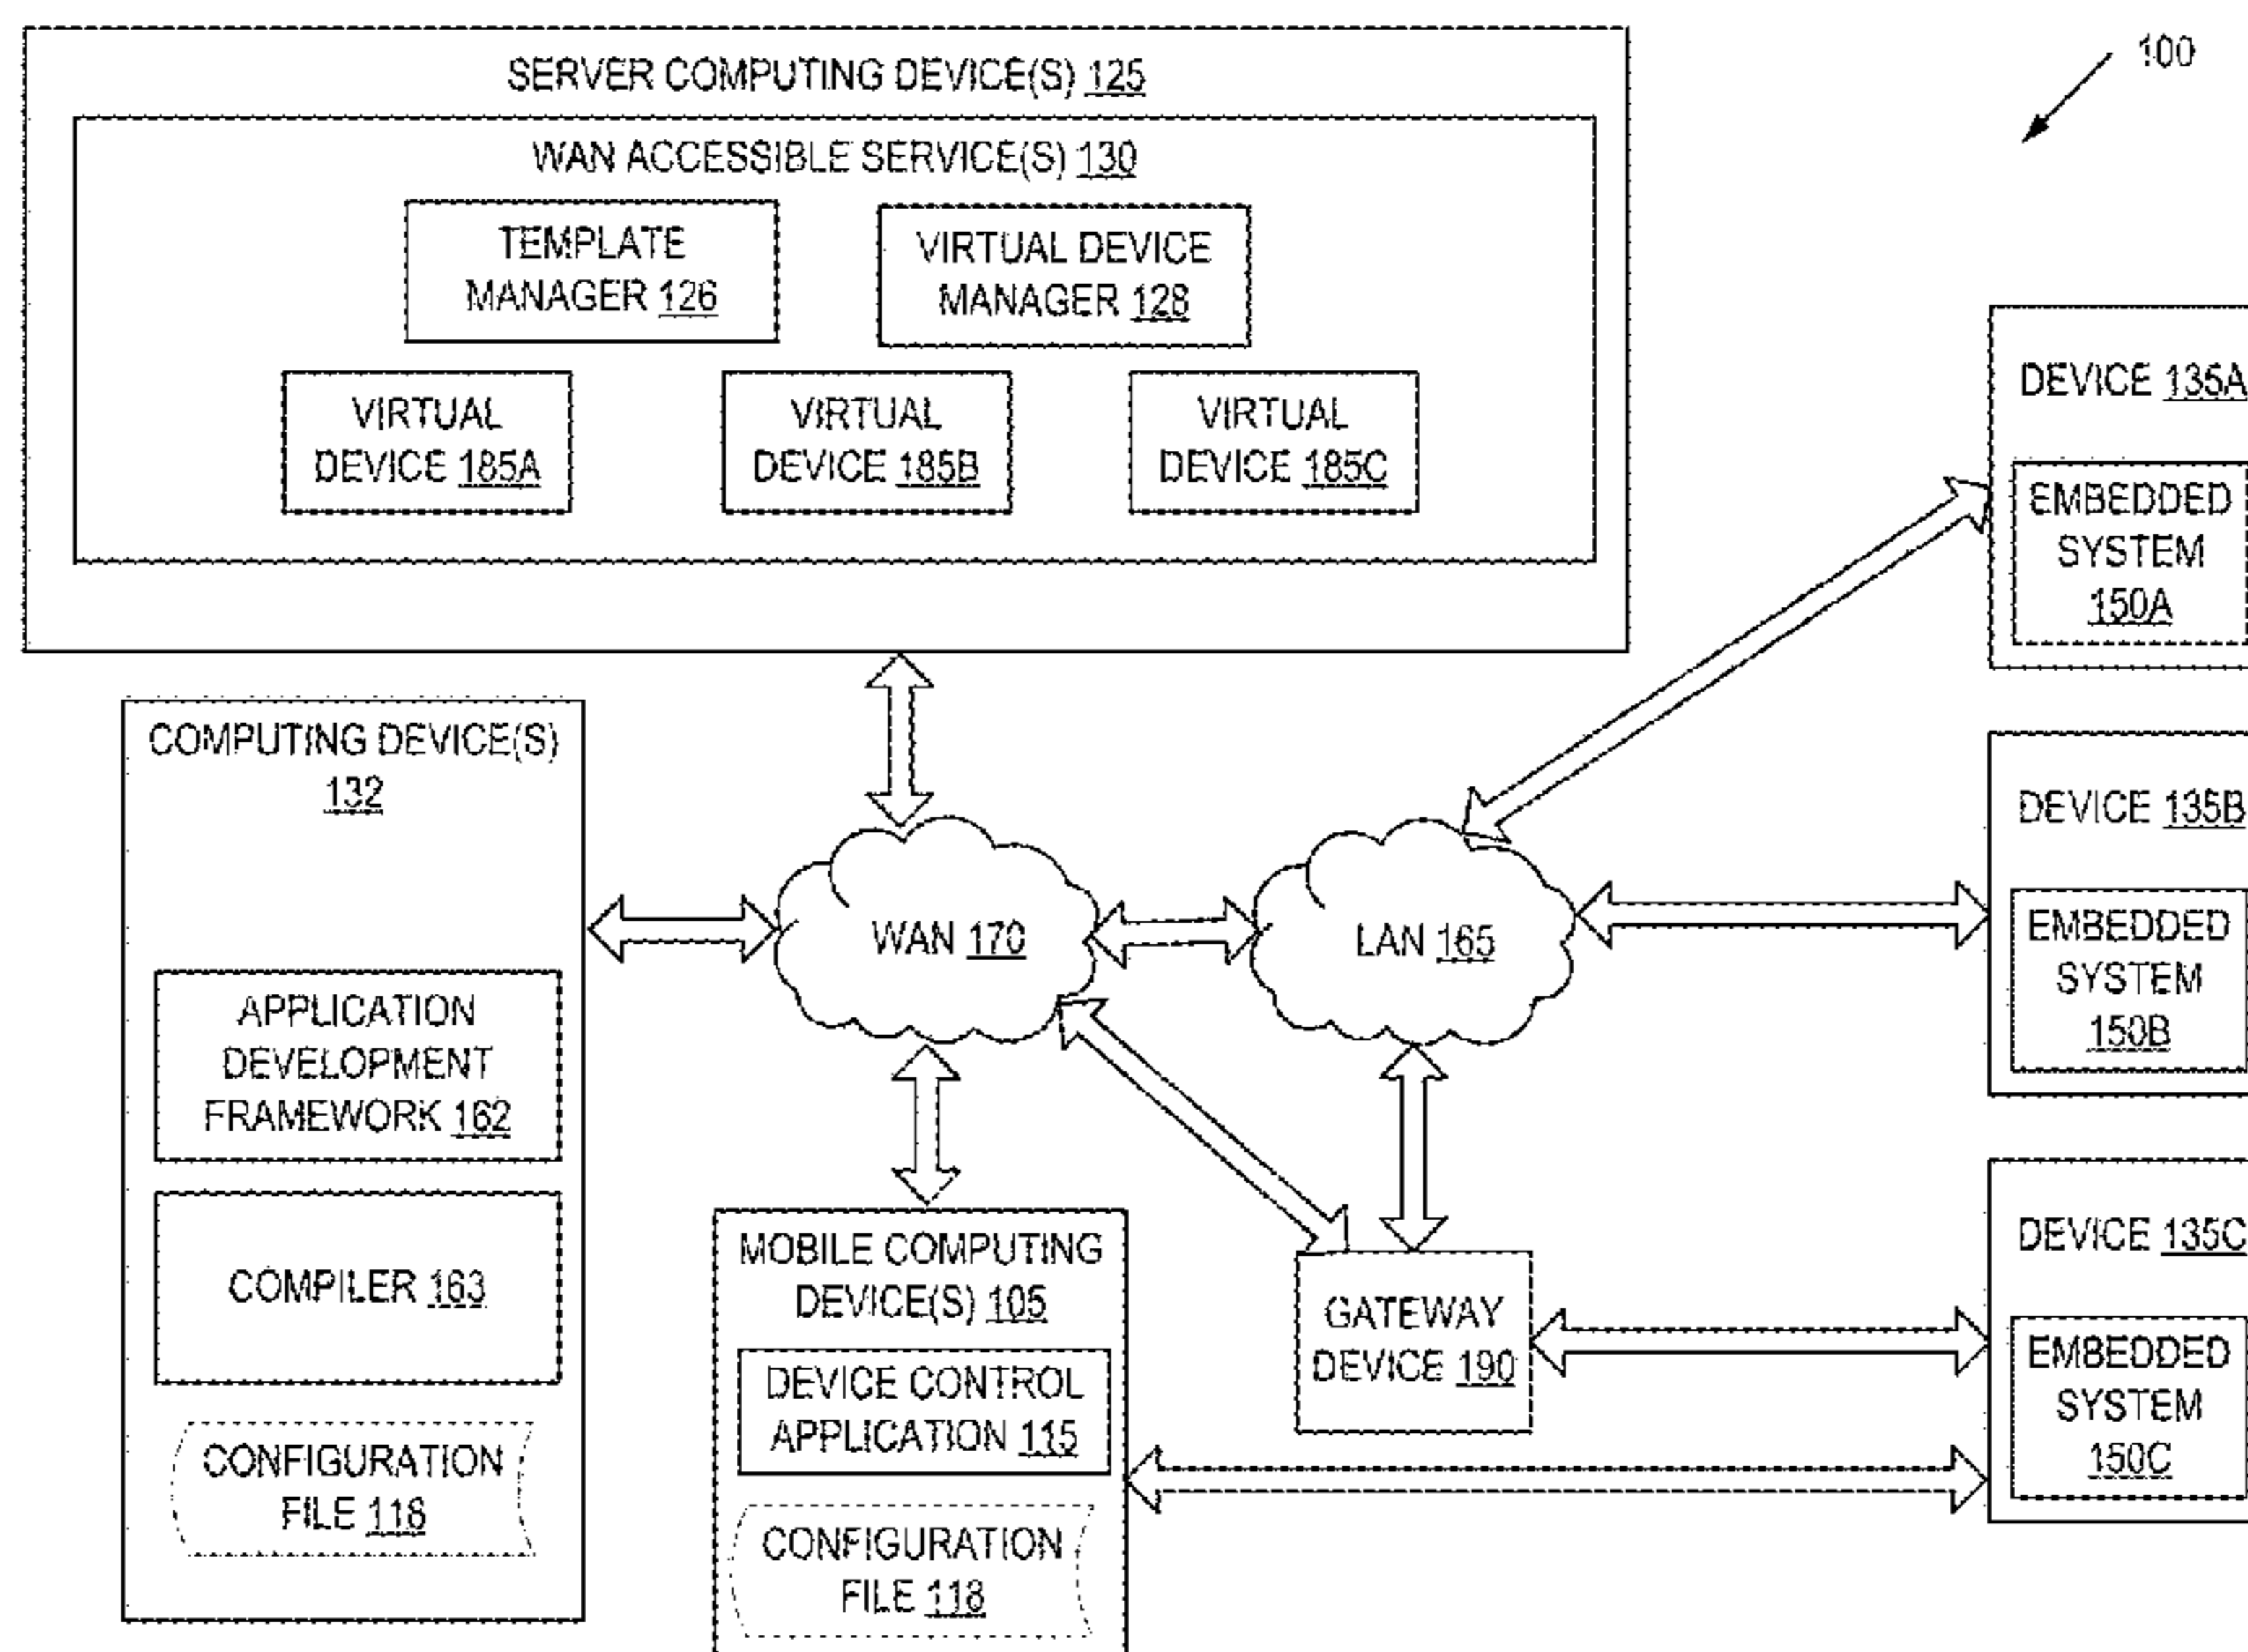 100
SERVER COMPUTING DEVICE(S) 125
WAN ACCESSIBLE SERVICE(S) 130
TEMPLATE
MANAGER 126
VIRTUAL DEVICE
MANAGER 128
VIRTUAL
DEVICE 185A
VIRTUAL
DEVICE 185B
VIRTUAL
DEVICE 185C
DEVICE 135A
EMBEDDED
SYSTEM
150A
COMPUTING DEVICE(S)
132
APPLICATION
DEVELOPMENT
FRAMEWORK 162
COMPILER 163
CONFIGURATION
FILE 118
WAN 170
LAN 165
DEVICE 135B
EMBEDDED
SYSTEM
150B
MOBILE COMPUTING
DEVICE(S) 105
DEVICE CONTROL
APPLICATION 115
CONFIGURATION
FILE 118
GATEWAY
DEVICE 190
DEVICE 135C
EMBEDDED
SYSTEM
150C